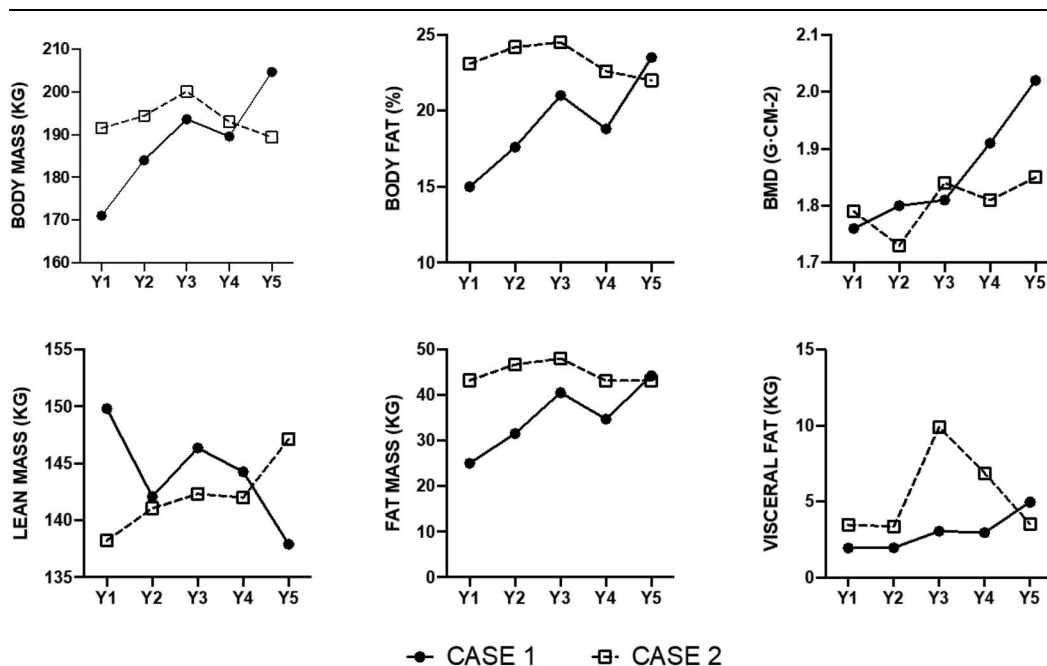 BODY MASS (KG)
210
200
190
180
170
160
Y1 Y2 Y3 Y4 Y5
BODY FAT (%)
25
20
15
10
Y1 Y2 Y3 Y4 Y5
BMD (G·CM-2)
2.1
2.0
1.9
1.8
1.7
Y1 Y2 Y3 Y4 Y5
LEAN MASS (KG)
155
150
145
140
135
Y1 Y2 Y3 Y4 Y5
FAT MASS (KG)
50
40
30
20
10
0
Y1 Y2 Y3 Y4 Y5
VISCERAL FAT (KG)
15
10
5
0
Y1 Y2 Y3 Y4 Y5
CASE 1 CASE 2